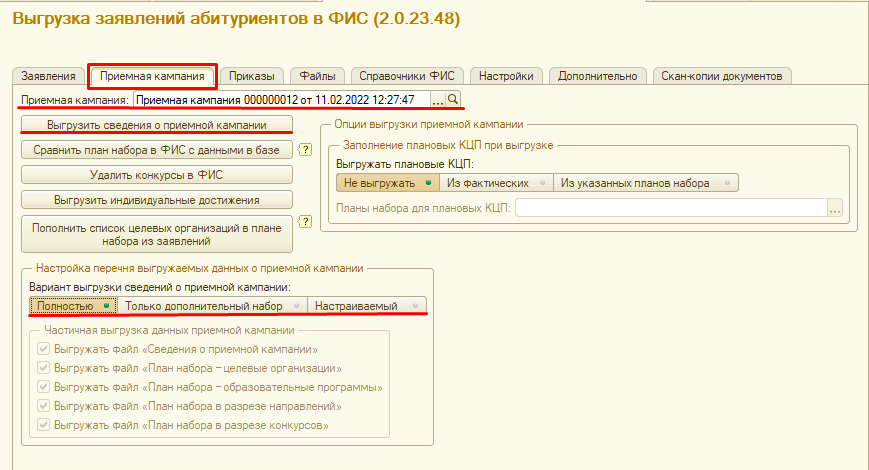 Выгрузка заявлений абитуриентов в ФИС (2.0.23.48)
Заявления Приемная кампания Приказы Файлы Справочники ФИС Настройки Дополнительно Скан-копии документов
Приемная кампания: Приемная кампания 000000012 от 11.02.2022 12:27:47 ...
Выгрузить сведения о приемной кампании
Сравнить план набора в ФИС с данными в базе ?
Удалить конкурсы в ФИС
Выгрузить индивидуальные достижения
Пополнить список целевых организаций в плане
набора из заявлений
?
Опции выгрузки приемной кампании
Заполнение плановых КЦП при выгрузке
Выгружать плановые КЦП:
Не выгружать Из фактических Из указанных планов набора
Планы набора для плановых КЦП: ...
Настройка перечня выгружаемых данных о приемной кампании
Вариант выгрузки сведений о приемной кампании:
Полностью Только дополнительный набор Настраиваемый
Частичная выгрузка данных приемной кампании
Выгружать файл «Сведения о приемной кампании»
Выгружать файл «План набора – целевые организации»
Выгружать файл «План набора – образовательные программы»
Выгружать файл «План набора в разрезе направлений»
Выгружать файл «План набора в разрезе конкурсов»